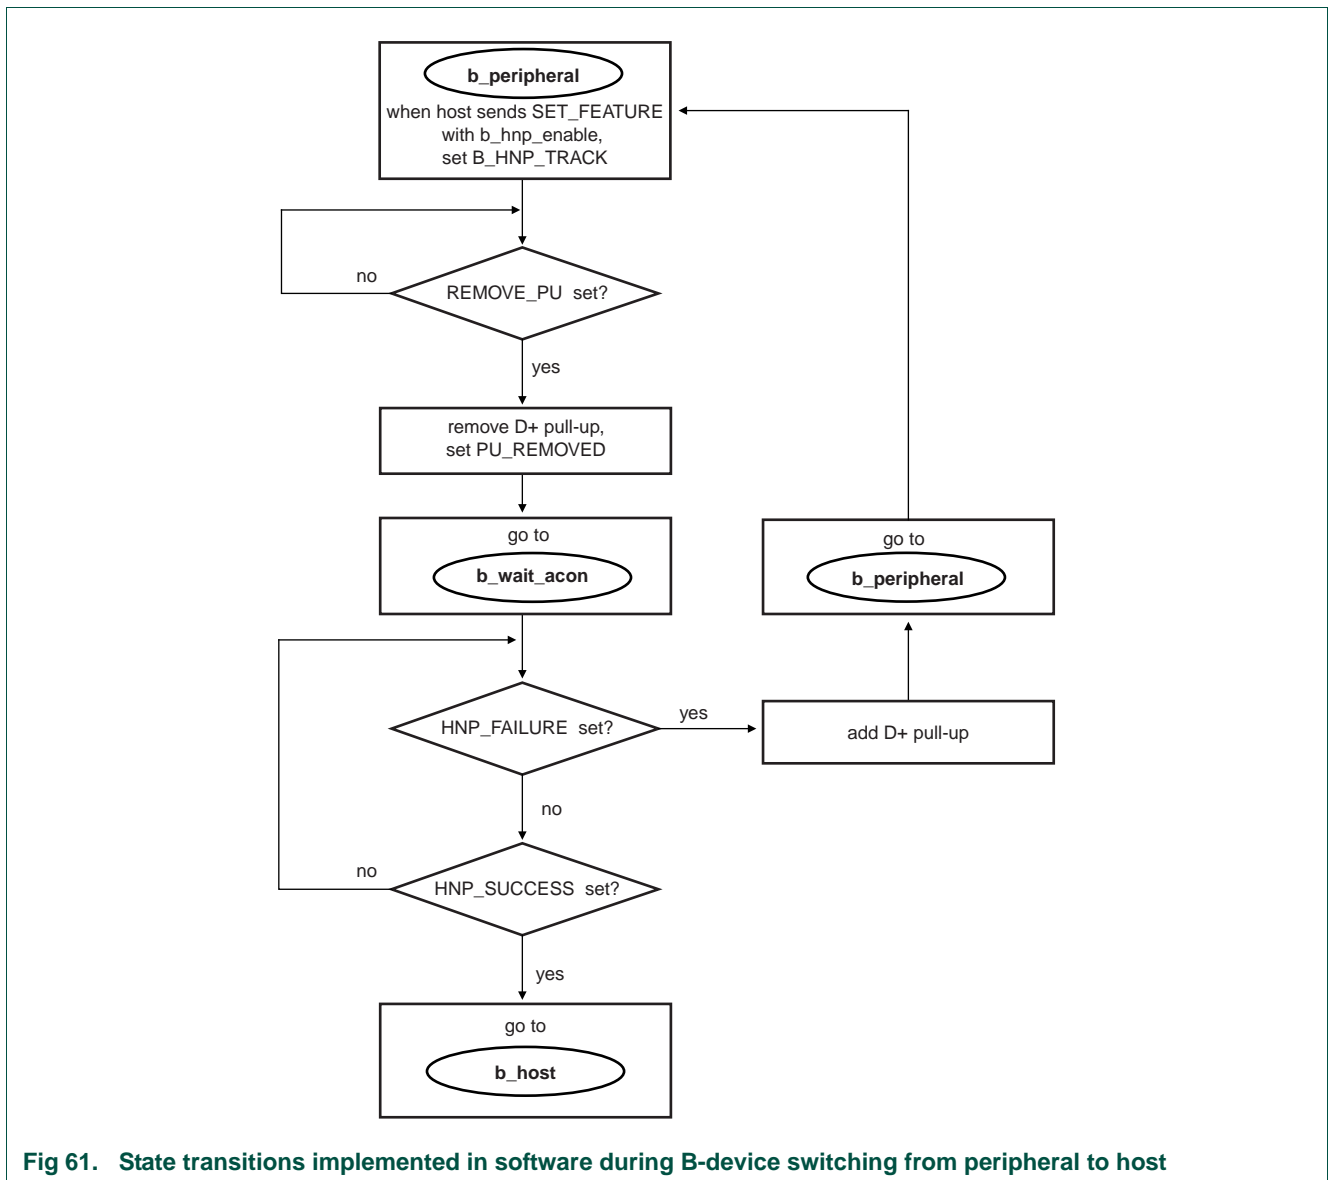 b_peripheral
when host sends SET_FEATURE
with b_hnp_enable,
set B_HNP_TRACK
no
REMOVE_PU set?
yes
remove D+ pull-up,
set PU_REMOVED
go to
b_wait_acon
go to
b_peripheral
HNP_FAILURE set?
yes
add D+ pull-up
no
no
HNP_SUCCESS set?
yes
go to
b_host
Fig 61. State transitions implemented in software during B-device switching from peripheral to host